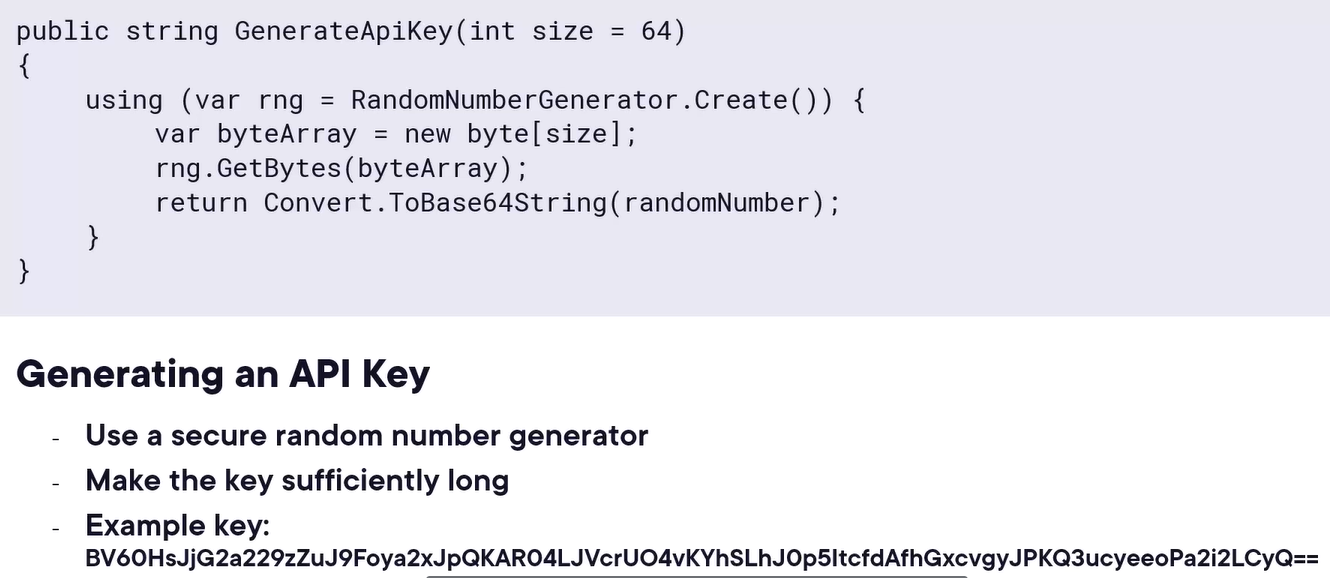 public string GenerateApiKey(int size = 64)
{
using (var rng = RandomNumberGenerator.Create()) {
var byteArray = new byte[size];
rng.GetBytes(byteArray);
return Convert.ToBase64String(randomNumber);
}
}
Generating an API Key
- Use a secure random number generator
- Make the key sufficiently long
- Example key:
BV60HsJjG2a229zZuJ9Foya2xJpQKAR04LJVcrUO4vKYhSLhJ0p5ItcfdAfhGxcvgyJPKQ3ucyeeoPa2i2LCyQ==